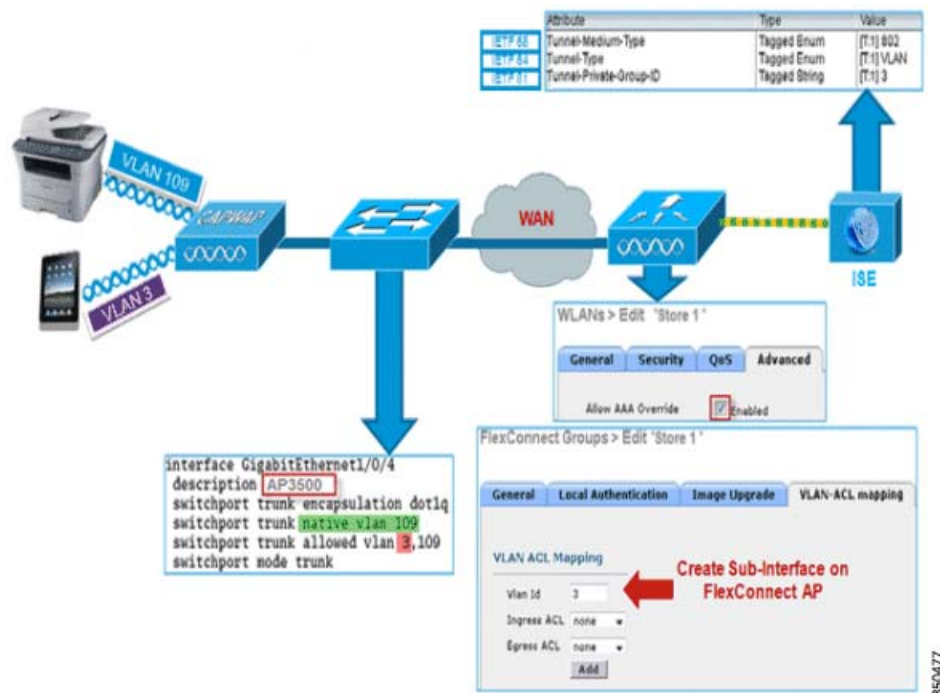 Attribute Type Value
IETF 65 Tunnel-Medium-Type Tagged Enum [T:1] 802
IETF 64 Tunnel-Type Tagged Enum [T:1] VLAN
IETF 81 Tunnel-Private-Group-ID Tagged String [T:1] 3
VLAN 109
CAPWAP
VLAN 3
WAN
ISE
WLANs > Edit "Store 1"
General Security QoS Advanced
Allow AAA Override Enabled
FlexConnect Groups > Edit "Store 1"
General Local Authentication Image Upgrade VLAN-ACL mapping
VLAN ACL Mapping
Vlan Id 3
Ingress ACL none
Egress ACL none
Add
Create Sub-Interface on
FlexConnect AP
interface GigabitEthernet1/0/4
description AP3500
switchport trunk encapsulation dot1q
switchport trunk native vlan 109
switchport trunk allowed vlan 3,109
switchport mode trunk
350477